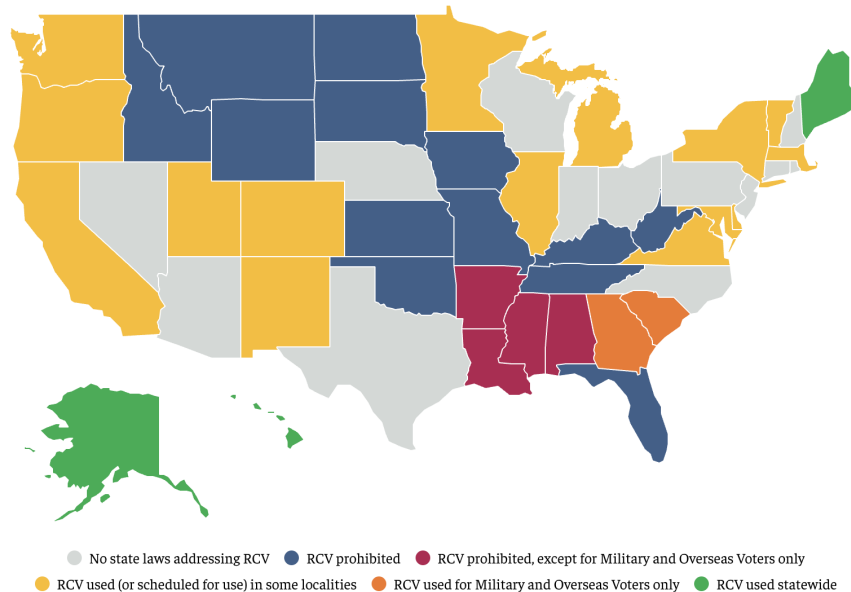 No state laws addressing RCV RCV prohibited RCV prohibited, except for Military and Overseas Voters only
RCV used (or scheduled for use) in some localities RCV used for Military and Overseas Voters only RCV used statewide